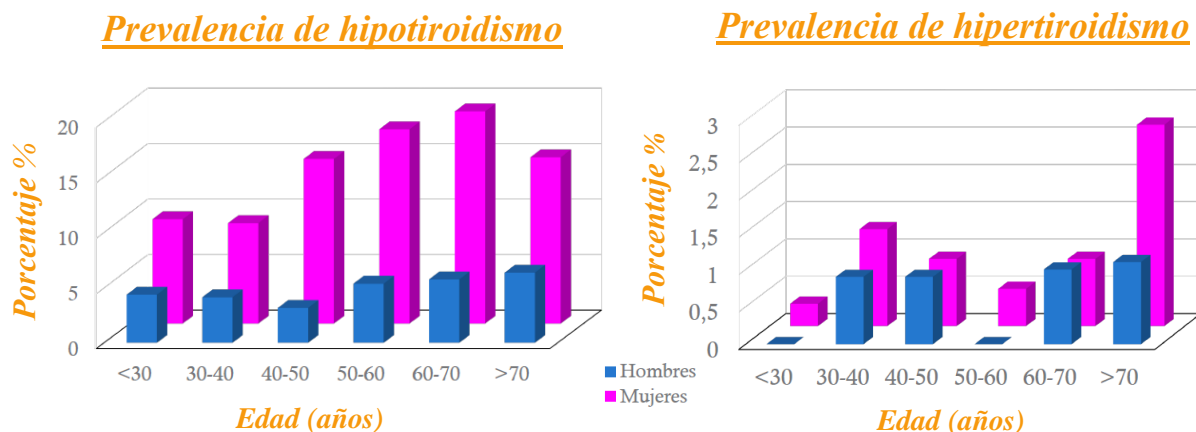 Prevalencia de hipotiroidismo
Porcentaje %
20
15
10
5
0
<30 30-40 40-50 50-60 60-70 >70
Edad (años)
Hombres
Mujeres
Prevalencia de hipertiroidismo
Porcentaje %
3
2,5
2
1,5
1
0,5
0
<30 30-40 40-50 50-60 60-70 >70
Edad (años)